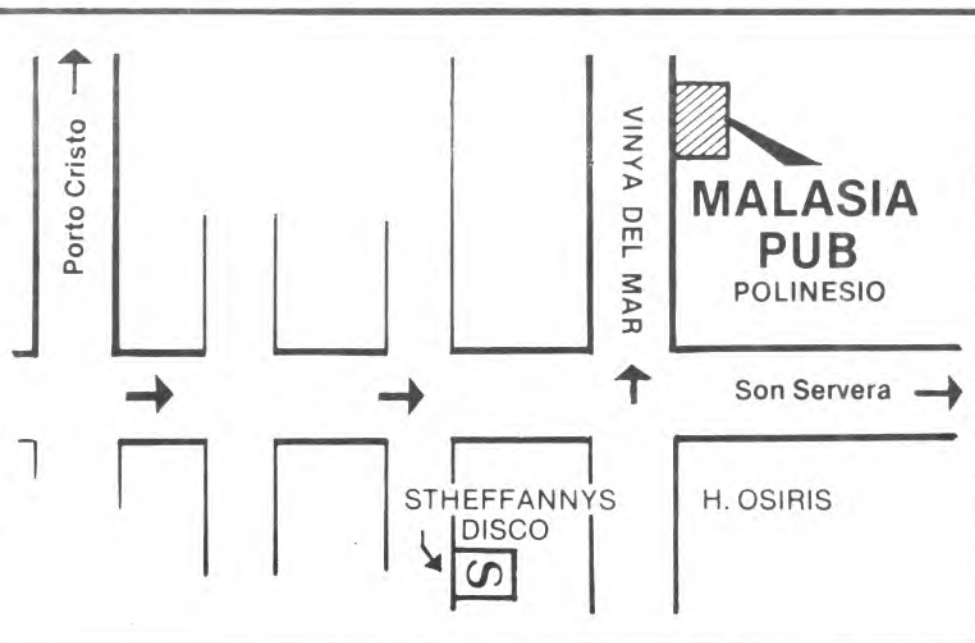 Porto Cristo
VINYA DEL MAR
MALASIA
PUB
POLINESIO
Son Servera
STHEFFANNYS
DISCO
S
H. OSIRIS